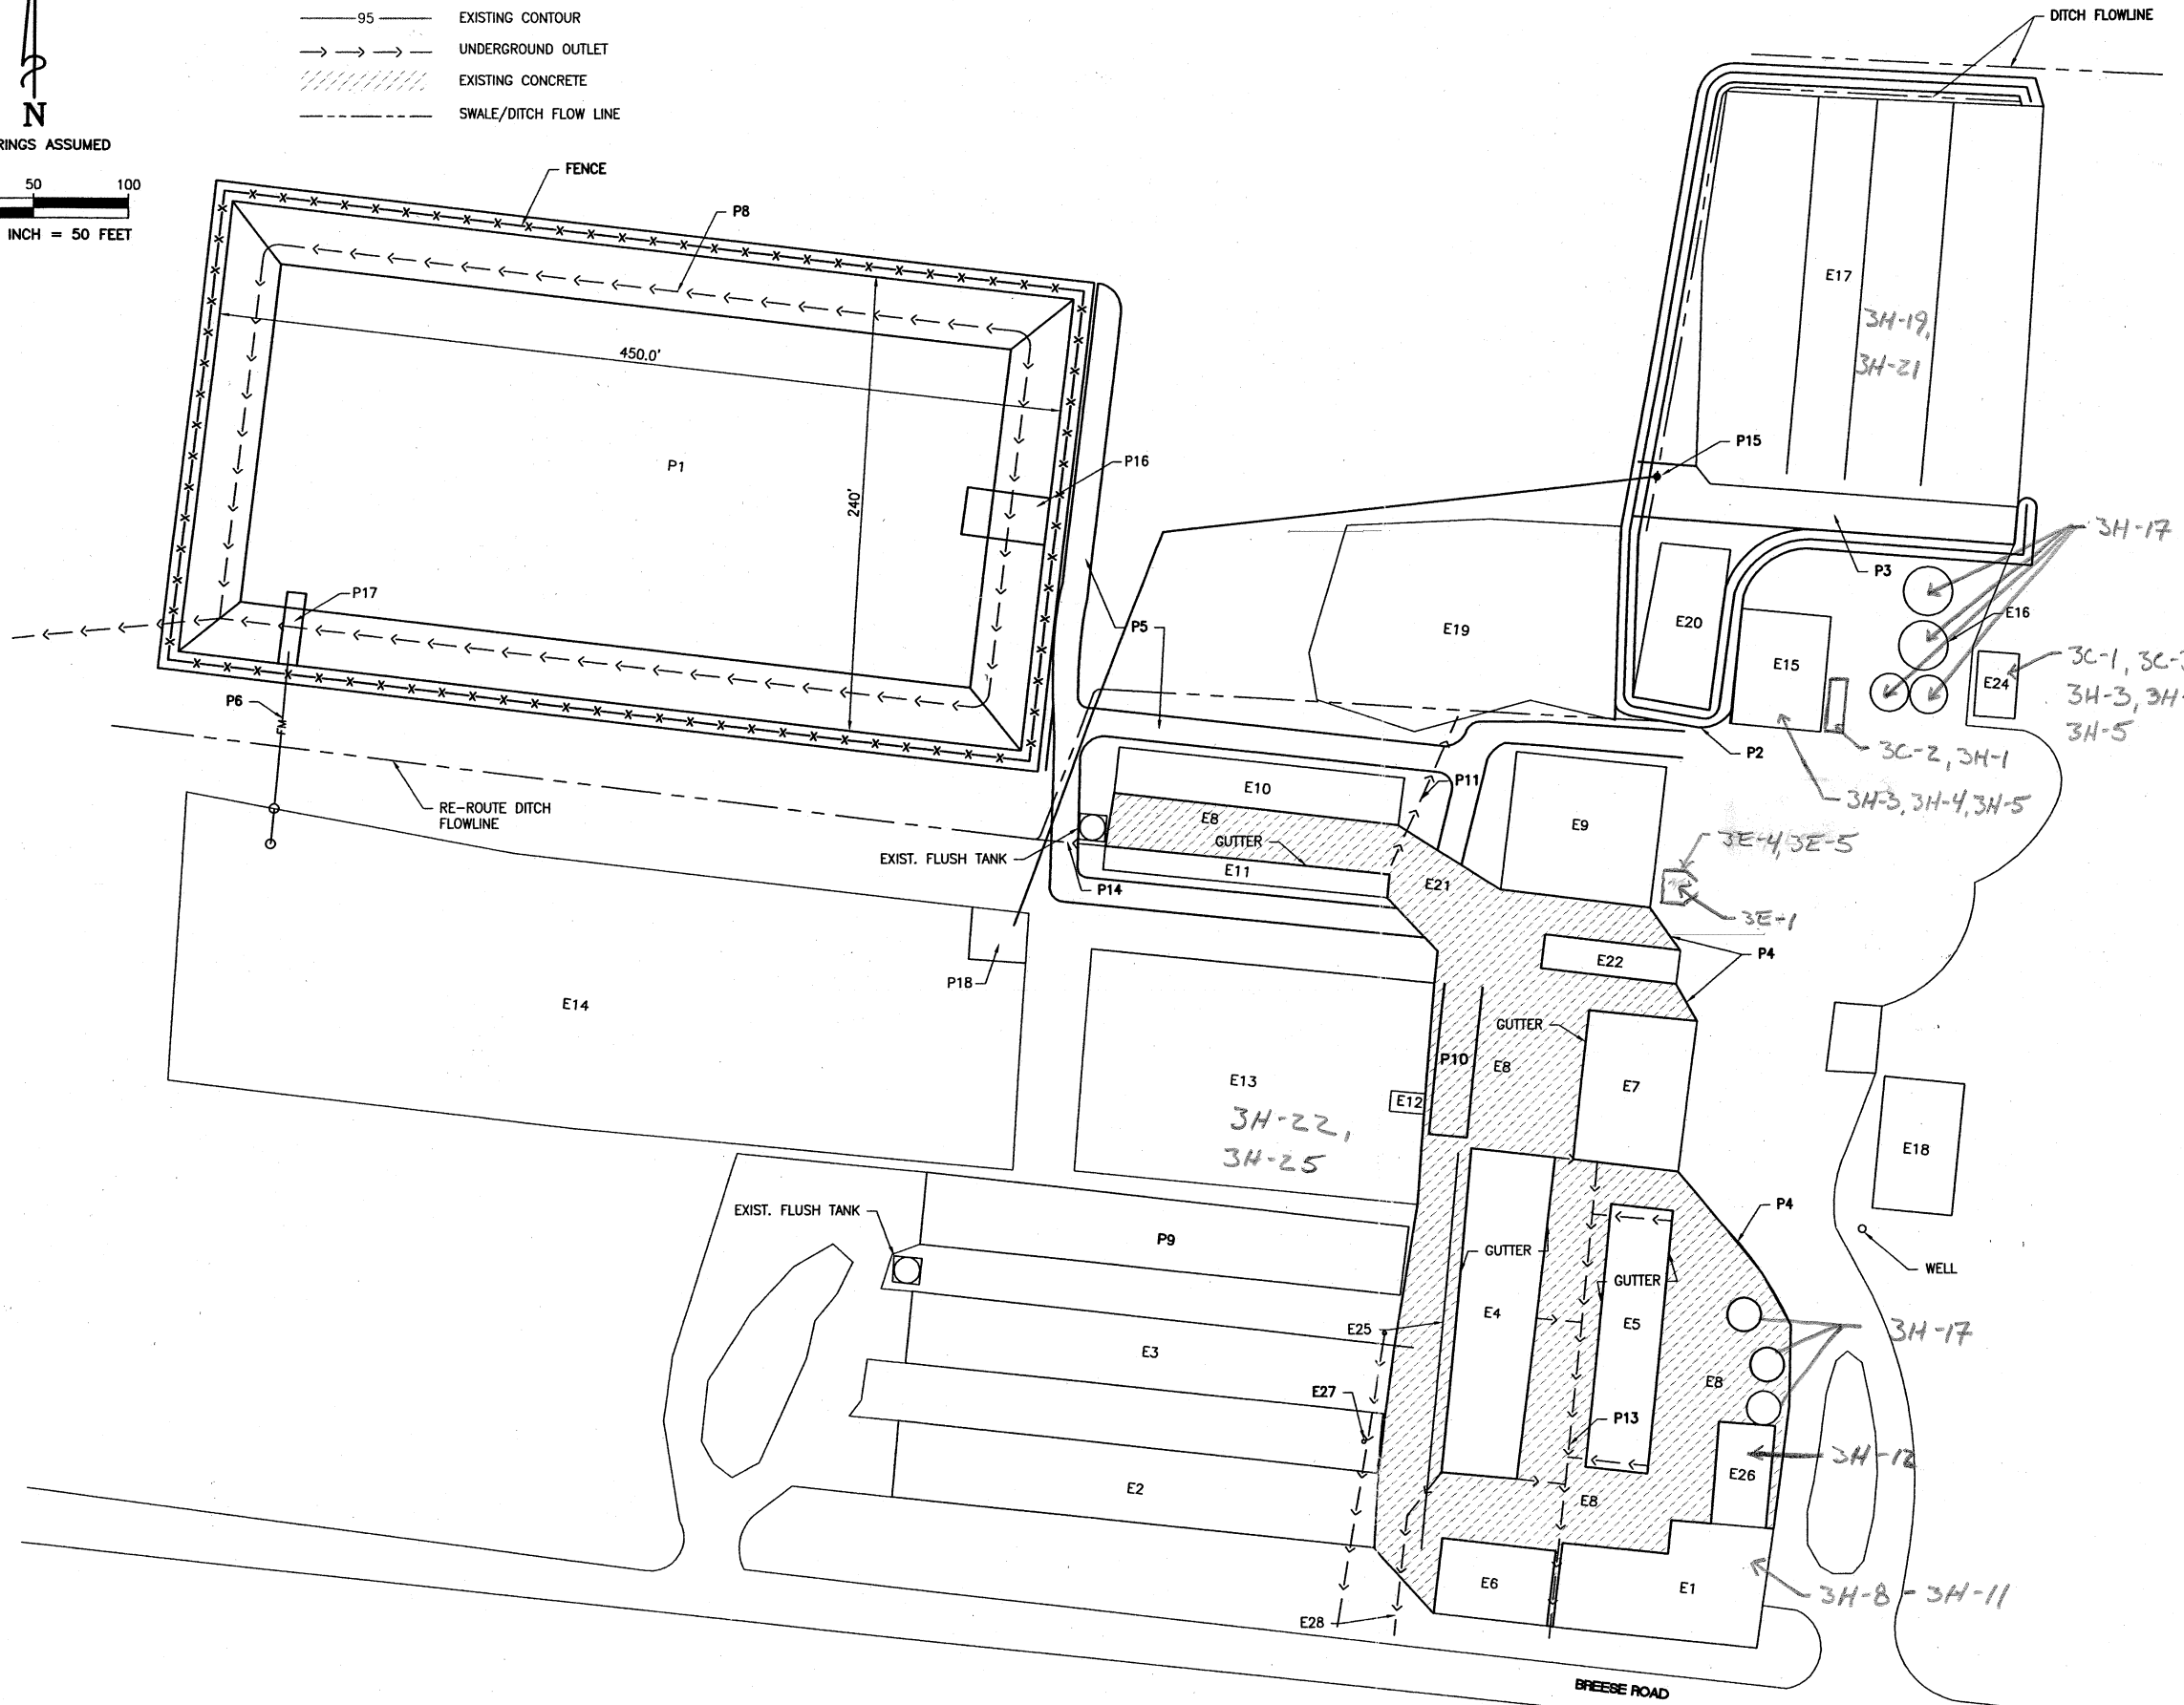 95 EXISTING CONTOUR
UNDERGROUND OUTLET
EXISTING CONCRETE
SWALE/DITCH FLOW LINE
N
RINGS ASSUMED
50 100
INCH = 50 FEET
DITCH FLOWLINE
FENCE
P8
450.0'
P1
240'
P16
P17
P6
FM
RE-ROUTE DITCH
FLOWLINE
P5
E17
3H-19,
3H-21
P15
3H-17
P3
E16
E19
E20
E15
E24
3C-1, 3C-3
3H-3, 3H-
3H-5
P2
3C-2, 3H-1
3H-3, 3H-4, 3H-5
E10
P11
E8
GUTTER
E9
EXIST. FLUSH TANK
E11
P14
E21
3E-4, 3E-5
3E-1
P4
E22
P18
E14
GUTTER
P10
E8
E13
E12
E7
3H-22,
3H-25
E18
EXIST. FLUSH TANK
P9
P4
GUTTER
GUTTER
WELL
E4
E5
E25
E3
3H-17
E8
E27
P13
3H-12
E26
E2
E8
E6
E1
3H-8 - 3H-11
E28
BREESE ROAD